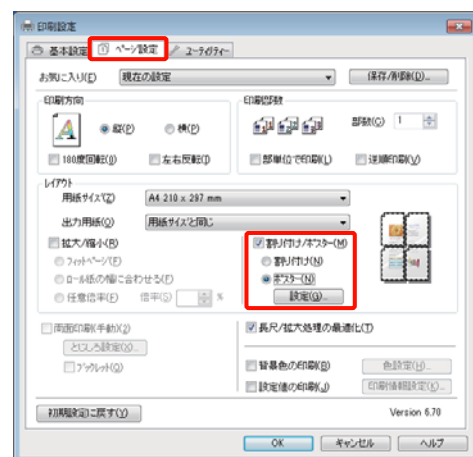 印刷設定
基本設定 ページ設定 ユーティリティー
お気に入り(E) 現在の設定 保存/削除(D)...
印刷方向 印刷部数
縦(P) 横(P) 部数(C) 1
180度回転(0) 左右反転(I) 部単位で印刷(L) 逆順印刷(V)
レイアウト
用紙サイズ(Z) A4 210 x 297 mm
出力用紙(O) 用紙サイズと同じ
拡大/縮小(R) 割り付け/ポスター(M)
フィットページ(F) 割り付け(N)
ロール紙の幅に合わせる(F) ポスター(N)
任意倍率(F) 倍率(S) % 設定(G)...
両面印刷(手動X2) 長尺/拡大処理の最適化(T)
とじしろ設定(Q)...
ブックレット(Q) 背景色の印刷(B) 色設定(H)...
設定値の印刷(J) 印刷情報設定(K)...
初期設定に戻す(Y) Version 6.70
OK キャンセル ヘルプ